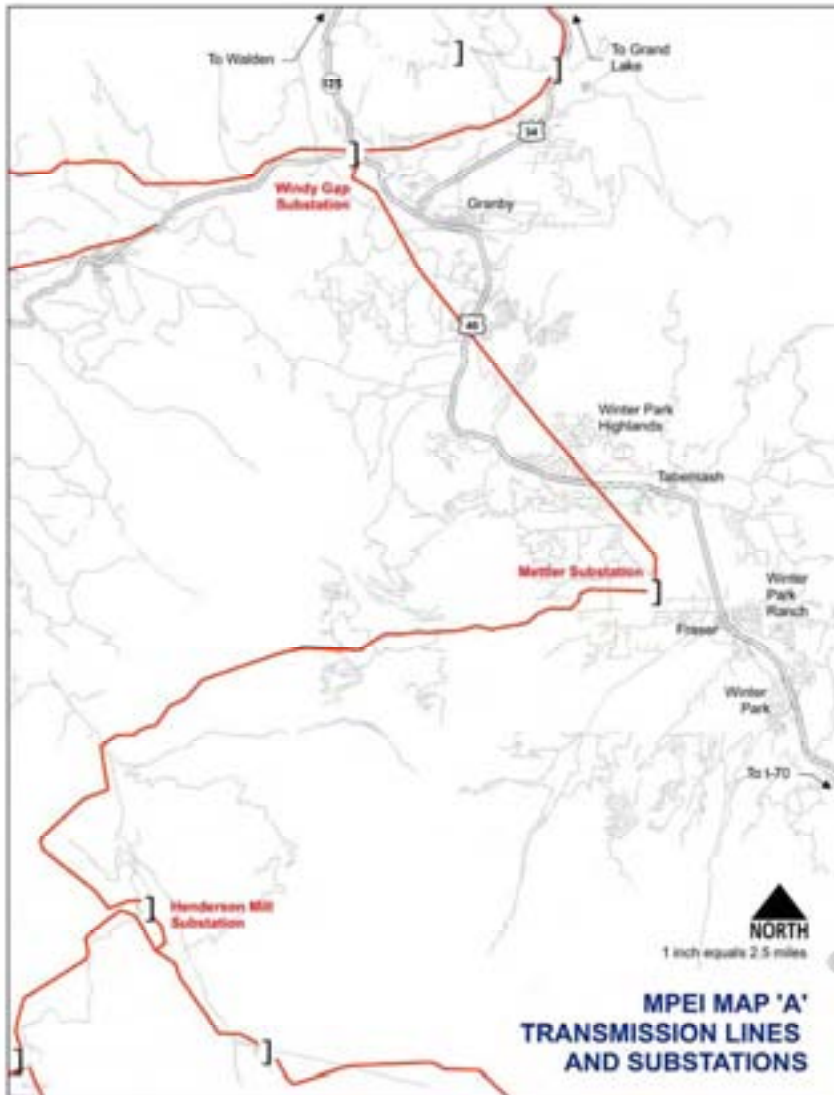 To Walden
To Grand
Lake
125
34
Windy Gap
Substation
Granby
40
Winter Park
Highlands
Tabernash
Mettler Substation
Winter
Park
Ranch
Fraser
Winter
Park
To I-70
Henderson Mill
Substation
NORTH
1 inch equals 2.5 miles
MPEI MAP 'A'
TRANSMISSION LINES
AND SUBSTATIONS